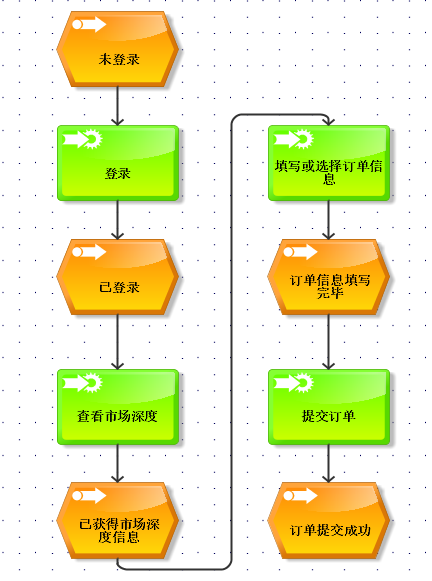 未登录
登录
已登录
查看市场深度
已获得市场深
度信息
填写或选择订单信
息
订单信息填写
完毕
提交订单
订单提交成功